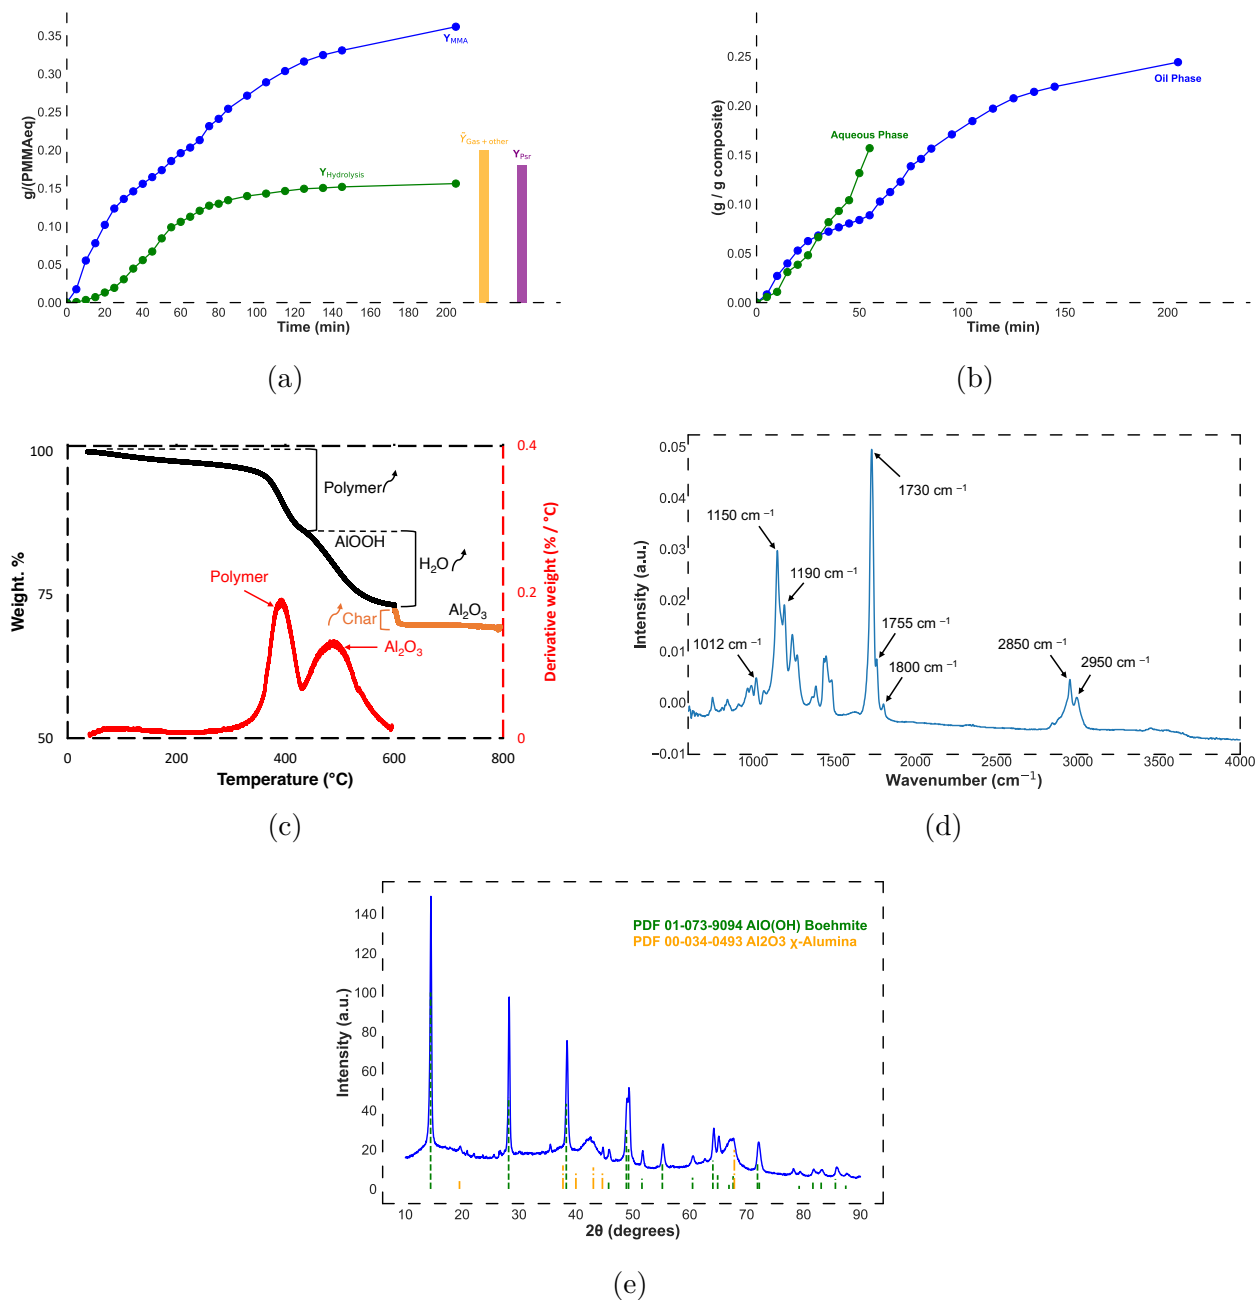 0.35
0.30
0.25
0.20
0.15
0.10
0.05
0.00
g/(PMMAeq)
Y_MMA
Y_Hydrolysis
Ŷ_Gas + other
Y_Psr
0 20 40 60 80 100 120 140 160 180 200
Time (min)
(a)
0.25
0.20
0.15
0.10
0.05
0.00
(g / g composite)
Aqueous Phase
Oil Phase
0 50 100 150 200
Time (min)
(b)
100
75
50
Weight. %
Polymer
AlOOH
H₂O
Polymer
Char
Al₂O₃
Al₂O₃
0.4
0.2
0
Derivative weight (% / °C)
0 200 400 600 800
Temperature (°C)
(c)
0.05
0.04
0.03
0.02
0.01
0.00
−0.01
Intensity (a.u.)
1730 cm ⁻¹
1150 cm ⁻¹
1190 cm ⁻¹
1012 cm ⁻¹
1755 cm ⁻¹
1800 cm ⁻¹
2850 cm ⁻¹
2950 cm ⁻¹
1000 1500 2000 2500 3000 3500 4000
Wavenumber (cm⁻¹)
(d)
140
120
100
80
60
40
20
0
Intensity (a.u.)
PDF 01-073-9094 AlO(OH) Boehmite
PDF 00-034-0493 Al2O3 χ-Alumina
10 20 30 40 50 60 70 80 90
2θ (degrees)
(e)